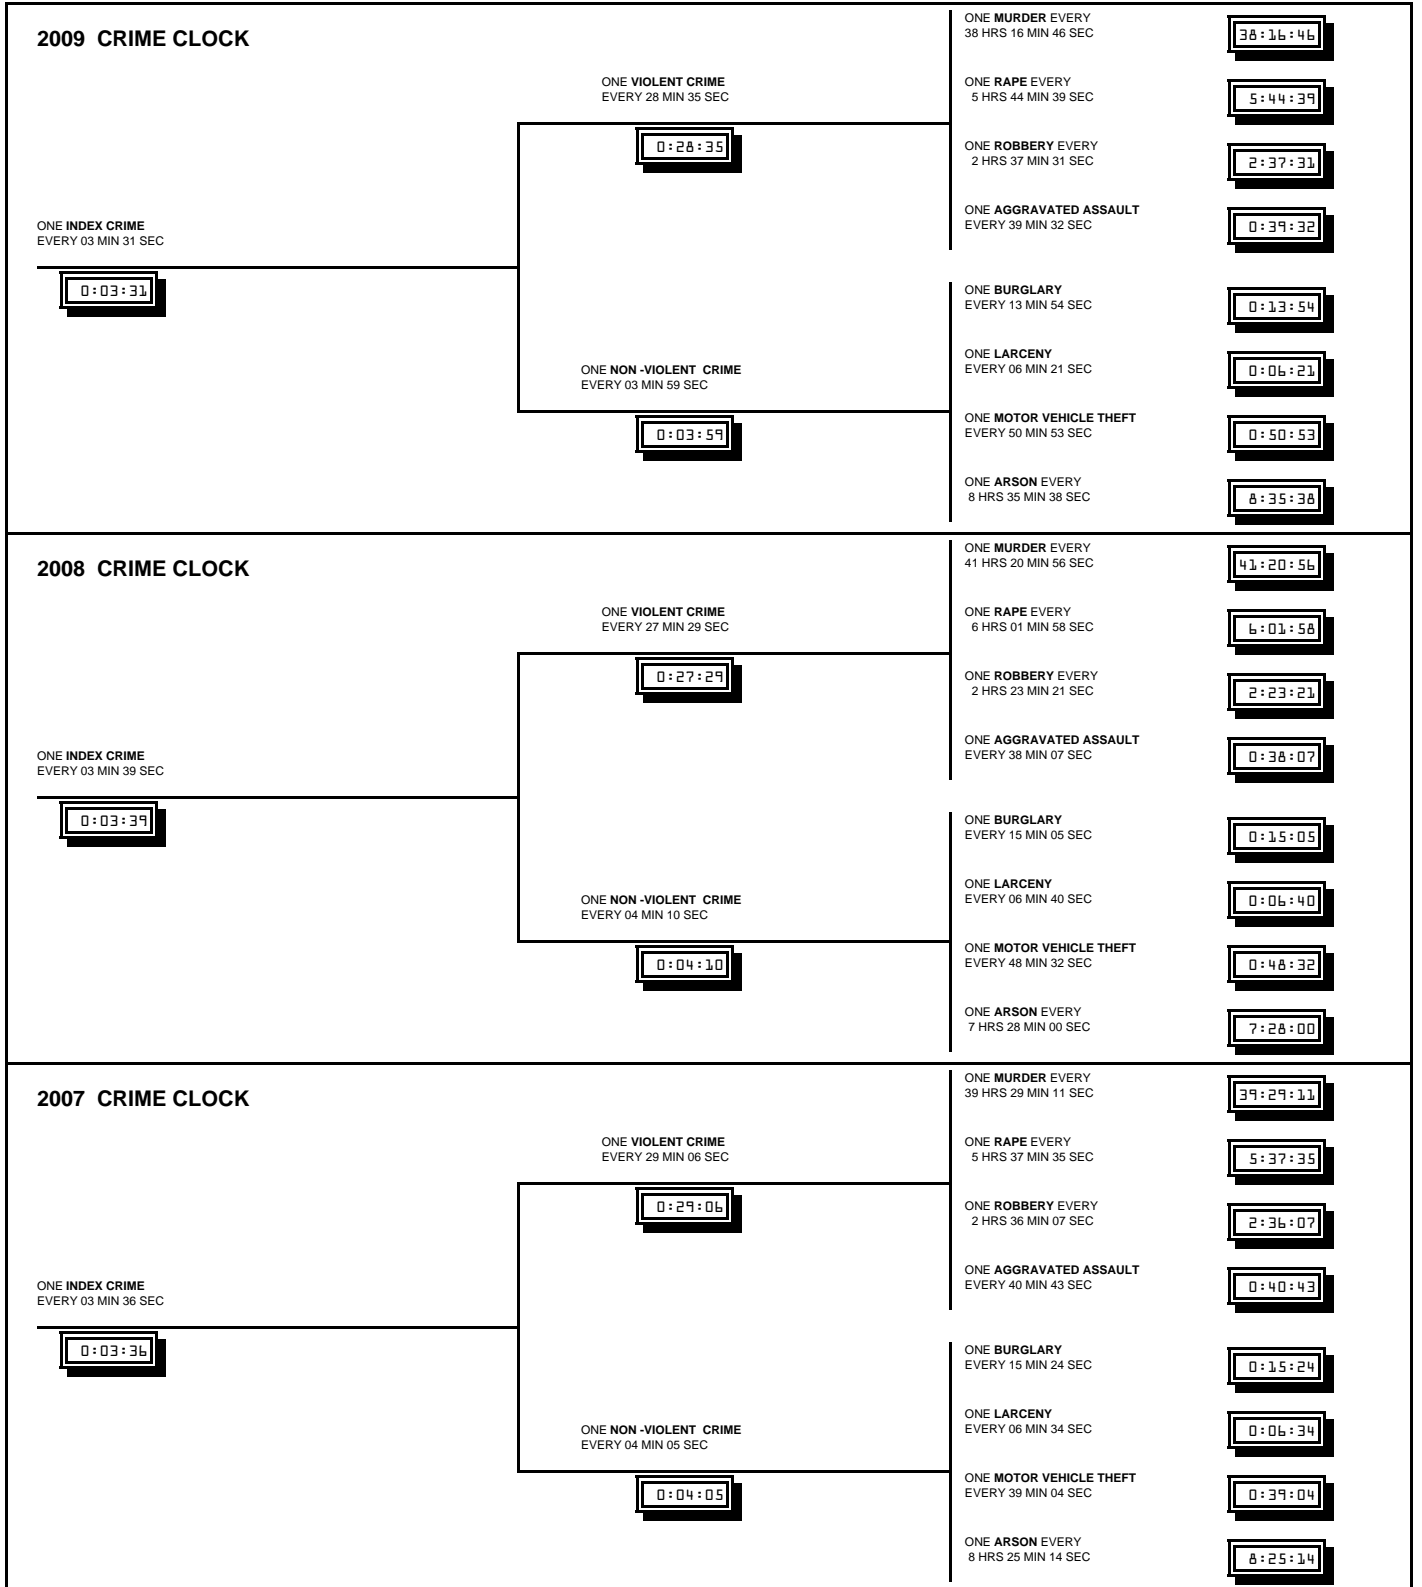 2009 CRIME CLOCK
ONE INDEX CRIME
EVERY 03 MIN 31 SEC
0:03:31
ONE VIOLENT CRIME
EVERY 28 MIN 35 SEC
0:28:35
ONE NON -VIOLENT CRIME
EVERY 03 MIN 59 SEC
0:03:59
ONE MURDER EVERY
38 HRS 16 MIN 46 SEC
38:16:46
ONE RAPE EVERY
5 HRS 44 MIN 39 SEC
5:44:39
ONE ROBBERY EVERY
2 HRS 37 MIN 31 SEC
2:37:31
ONE AGGRAVATED ASSAULT
EVERY 39 MIN 32 SEC
0:39:32
ONE BURGLARY
EVERY 13 MIN 54 SEC
0:13:54
ONE LARCENY
EVERY 06 MIN 21 SEC
0:06:21
ONE MOTOR VEHICLE THEFT
EVERY 50 MIN 53 SEC
0:50:53
ONE ARSON EVERY
8 HRS 35 MIN 38 SEC
8:35:38
2008 CRIME CLOCK
ONE INDEX CRIME
EVERY 03 MIN 39 SEC
0:03:39
ONE VIOLENT CRIME
EVERY 27 MIN 29 SEC
0:27:29
ONE NON -VIOLENT CRIME
EVERY 04 MIN 10 SEC
0:04:10
ONE MURDER EVERY
41 HRS 20 MIN 56 SEC
41:20:56
ONE RAPE EVERY
6 HRS 01 MIN 58 SEC
6:01:58
ONE ROBBERY EVERY
2 HRS 23 MIN 21 SEC
2:23:21
ONE AGGRAVATED ASSAULT
EVERY 38 MIN 07 SEC
0:38:07
ONE BURGLARY
EVERY 15 MIN 05 SEC
0:15:05
ONE LARCENY
EVERY 06 MIN 40 SEC
0:06:40
ONE MOTOR VEHICLE THEFT
EVERY 48 MIN 32 SEC
0:48:32
ONE ARSON EVERY
7 HRS 28 MIN 00 SEC
7:28:00
2007 CRIME CLOCK
ONE INDEX CRIME
EVERY 03 MIN 36 SEC
0:03:36
ONE VIOLENT CRIME
EVERY 29 MIN 06 SEC
0:29:06
ONE NON -VIOLENT CRIME
EVERY 04 MIN 05 SEC
0:04:05
ONE MURDER EVERY
39 HRS 29 MIN 11 SEC
39:29:11
ONE RAPE EVERY
5 HRS 37 MIN 35 SEC
5:37:35
ONE ROBBERY EVERY
2 HRS 36 MIN 07 SEC
2:36:07
ONE AGGRAVATED ASSAULT
EVERY 40 MIN 43 SEC
0:40:43
ONE BURGLARY
EVERY 15 MIN 24 SEC
0:15:24
ONE LARCENY
EVERY 06 MIN 34 SEC
0:06:34
ONE MOTOR VEHICLE THEFT
EVERY 39 MIN 04 SEC
0:39:04
ONE ARSON EVERY
8 HRS 25 MIN 14 SEC
8:25:14